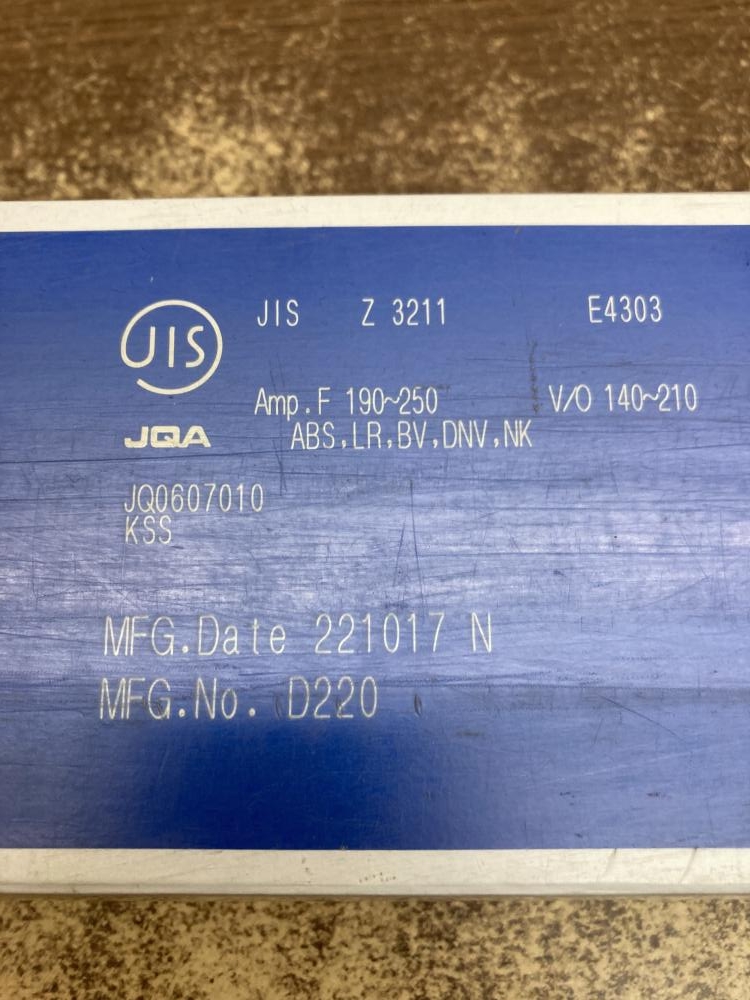 JIS
JIS Z 3211 E4303
Amp.F 190~250 V/O 140~210
JQA
ABS,LR,BV,DNV,NK
JQ0607010
KSS
MFG.Date 221017 N
MFG.No. D220